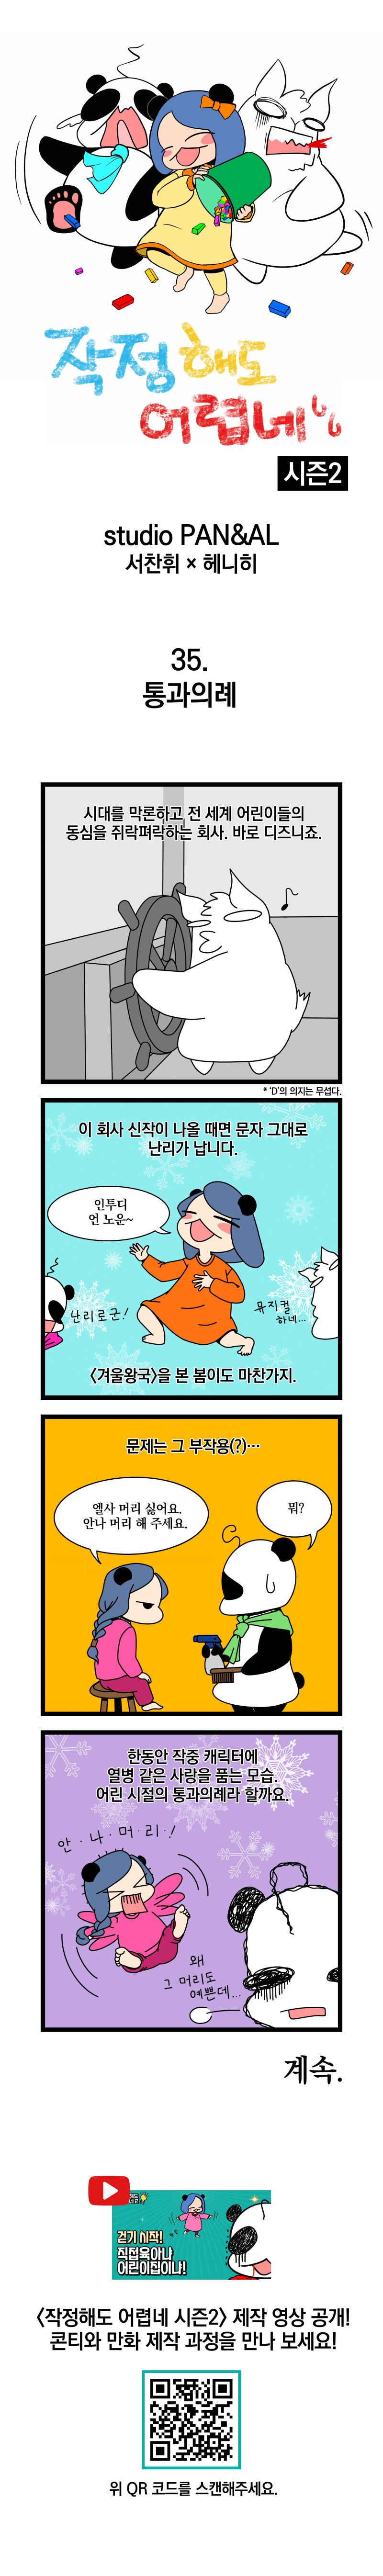 작정해도
어렵네
시즌2
studio PAN&AL
서찬휘 × 헤니히
35.
통과의례
시대를 막론하고 전 세계 어린이들의
동심을 쥐락펴락하는 회사. 바로 디즈니죠.
* ‘D’의 의지는 무섭다.
이 회사 신작이 나올 때면 문자 그대로
난리가 납니다.
인투디
언 노운~
난리로군!
뮤지컬
하네...
<겨울왕국>을 본 봄이도 마찬가지.
문제는 그 부작용(?)…
엘사 머리 싫어요.
안나 머리 해 주세요.
뭐?
한동안 작중 캐릭터에
열병 같은 사랑을 품는 모습.
어린 시절의 통과의례라 할까요.
안·나·머·리·!
왜
그 머리도
예쁜데...
계속.
걷기 시작!
직접육아냐
어린이집이냐!
<작정해도 어렵네 시즌2> 제작 영상 공개!
콘티와 만화 제작 과정을 만나 보세요!
위 QR 코드를 스캔해주세요.